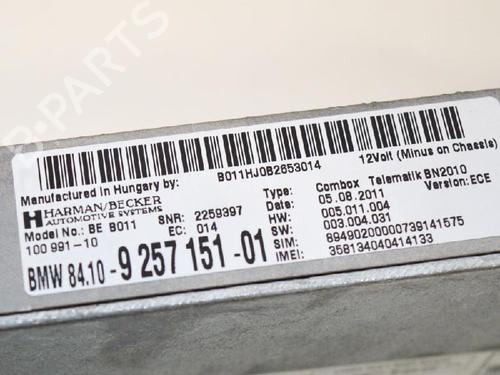 B011HJ0B2653014
12Volt (Minus on Chassis)
Manufactured in Hungary by:
HARMAN/BECKER
AUTOMOTIVE SYSTEMS
Model No.: BE 8011
100 991-10
SNR: 2259397
EC: 014
Type: Combox Telematik BN2010
Date: 05.08.2011
HW: 005.011.004
SW: 003.004.031
SIM: 89490200000739141575
IMEI: 358134040414133
Version: ECE
BMW 84.10- 9 257 151 -01
B-PARTS